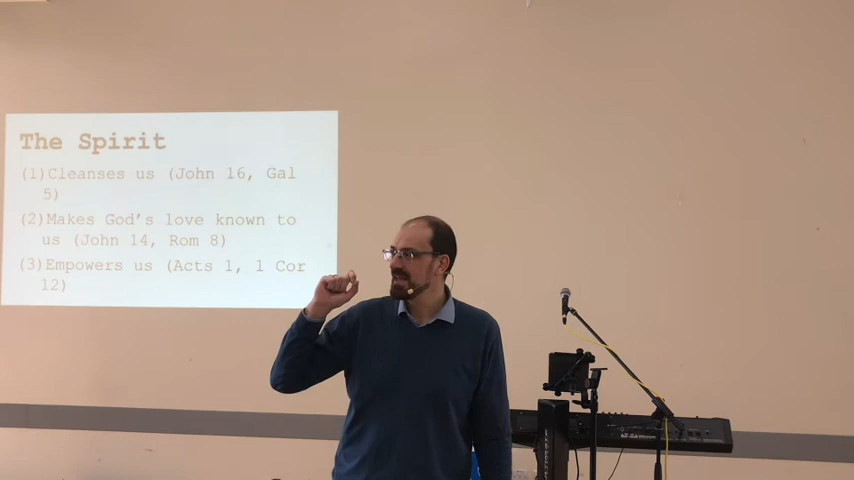 The Spirit
(1)Cleanses us (John 16, Gal
5)
(2)Makes God's love known to
us (John 14, Rom 8)
(3)Empowers us (Acts 1, 1 Cor
12)